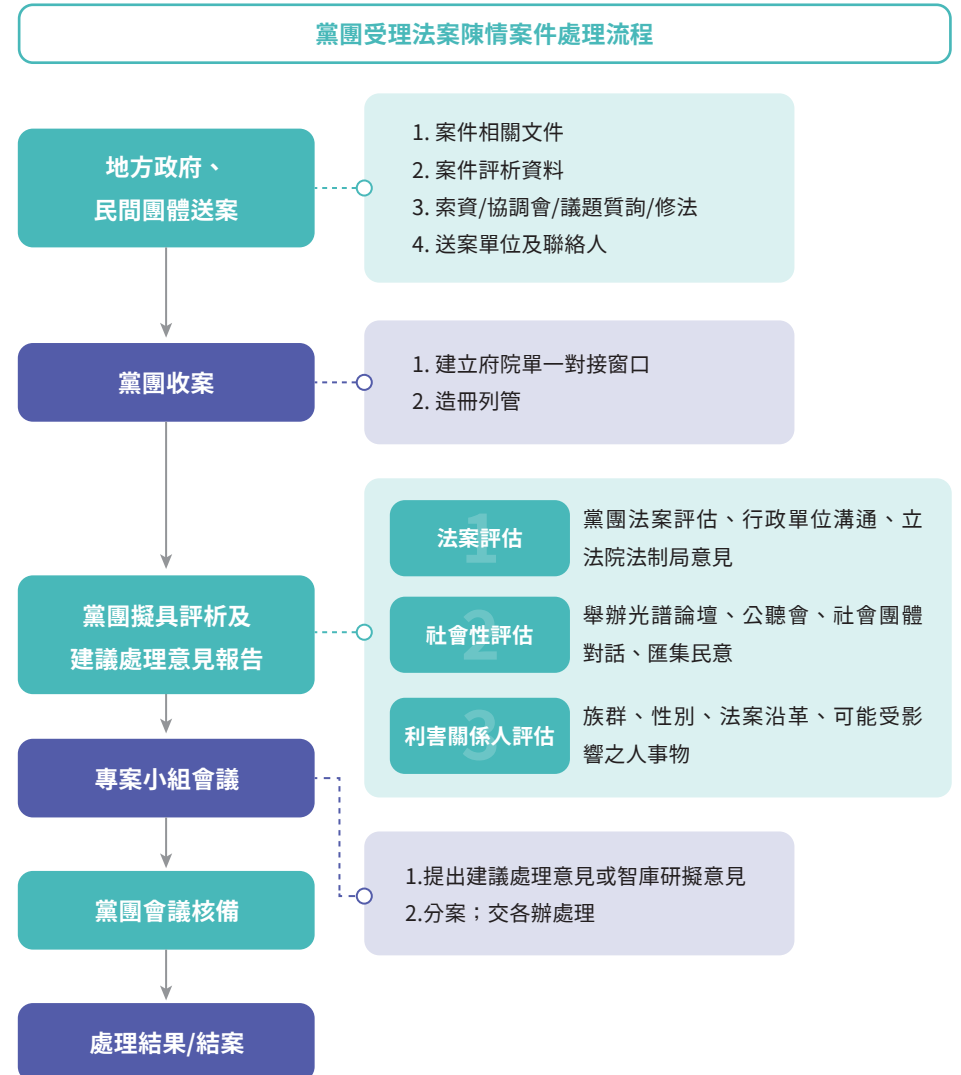 黨團受理法案陳情案件處理流程
地方政府、
民間團體送案
1. 案件相關文件
2. 案件評析資料
3. 索資/協調會/議題質詢/修法
4. 送案單位及聯絡人
黨團收案
1. 建立府院單一對接窗口
2. 造冊列管
黨團擬具評析及
建議處理意見報告
1
法案評估
黨團法案評估、行政單位溝通、立
法院法制局意見
2
社會性評估
舉辦光譜論壇、公聽會、社會團體
對話、匯集民意
3
利害關係人評估
族群、性別、法案沿革、可能受影
響之人事物
專案小組會議
1.提出建議處理意見或智庫研擬意見
2.分案；交各辦處理
黨團會議核備
處理結果/結案